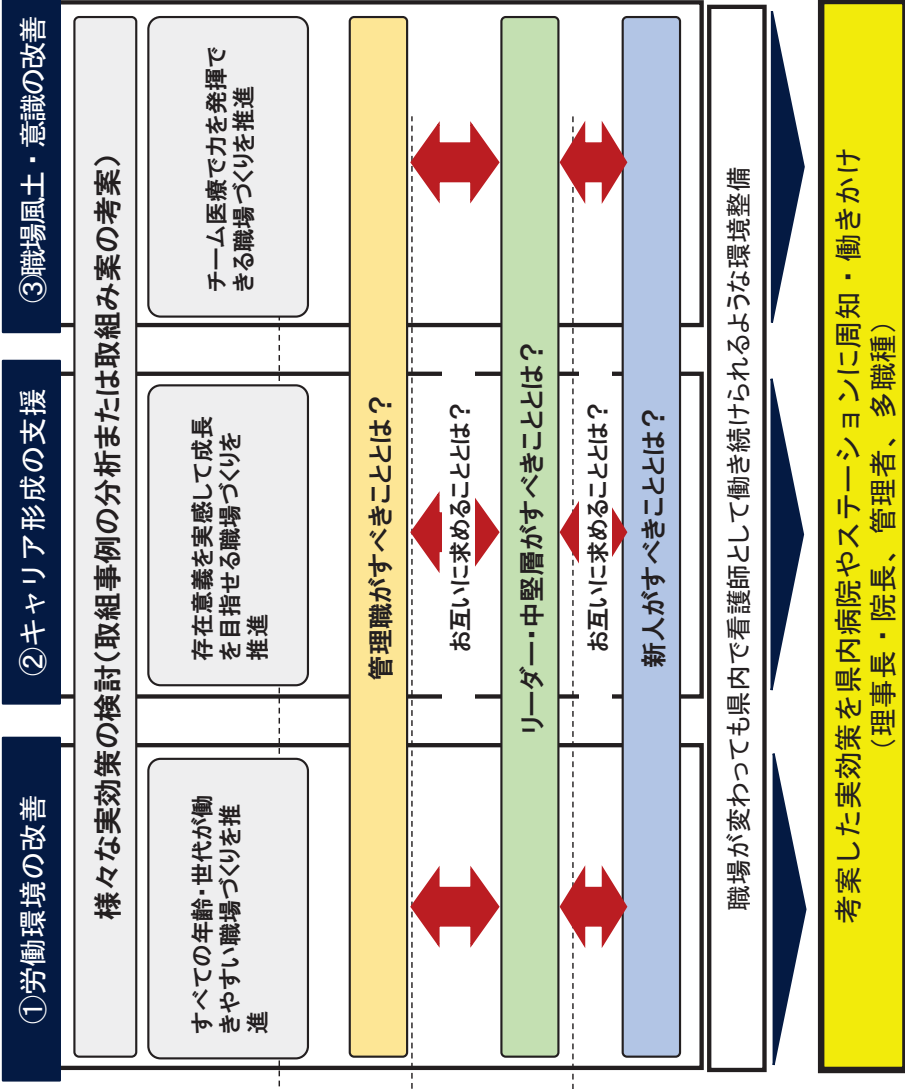 ①労働環境の改善
②キャリア形成の支援
③職場風土・意識の改善
様々な実効策の検討(取組事例の分析または取組み案の考案)
すべての年齢・世代が働
きやすい職場づくりを推
進
存在意義を実感して成長
を目指せる職場づくりを
推進
チーム医療で力を発揮で
きる職場づくりを推進
管理職がすべきこととは？
お互いに求めることとは？
リーダー・中堅層がすべきこととは？
お互いに求めることとは？
新人がすべきこととは？
職場が変わっても県内で看護師として働き続けられるような環境整備
考案した実効策を県内病院やステーションに周知・働きかけ
（理事長・院長、管理者、多職種）